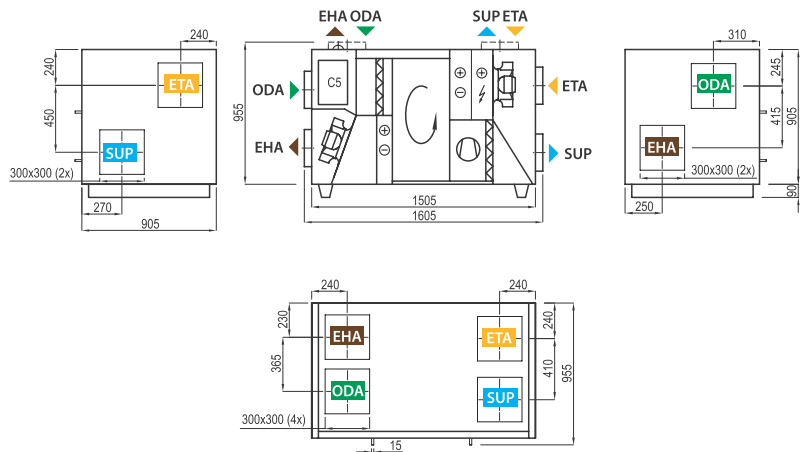 240
240
ETA
450
SUP
300x300 (2x)
270
905
EHA ODA
SUP ETA
955
ODA
C5
ETA
EHA
SUP
1505
1605
310
245
ODA
905
415
EHA
300x300 (2x)
90
250
240
240
230
EHA
240
ETA
365
ODA
410
SUP
955
300x300 (4x)
15